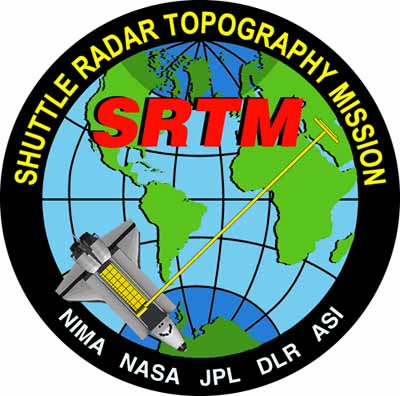 SHUTTLE RADAR TOPOGRAPHY MISSION
SRTM
NIMA NASA JPL DLR ASI